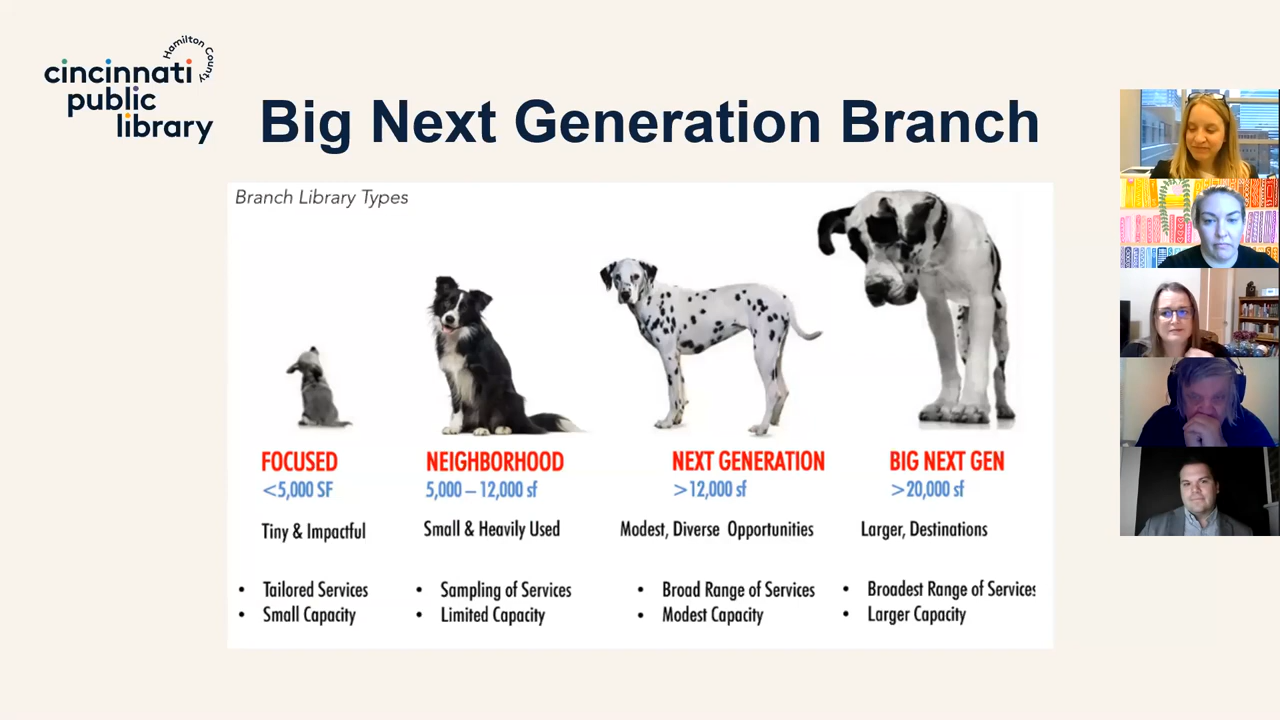 Hamilton County
cincinnati
public
library
Big Next Generation Branch
Branch Library Types
FOCUSED
<5,000 SF
Tiny & Impactful
• Tailored Services
• Small Capacity
NEIGHBORHOOD
5,000 – 12,000 sf
Small & Heavily Used
• Sampling of Services
• Limited Capacity
NEXT GENERATION
>12,000 sf
Modest, Diverse Opportunities
• Broad Range of Services
• Modest Capacity
BIG NEXT GEN
>20,000 sf
Larger, Destinations
• Broadest Range of Services
• Larger Capacity